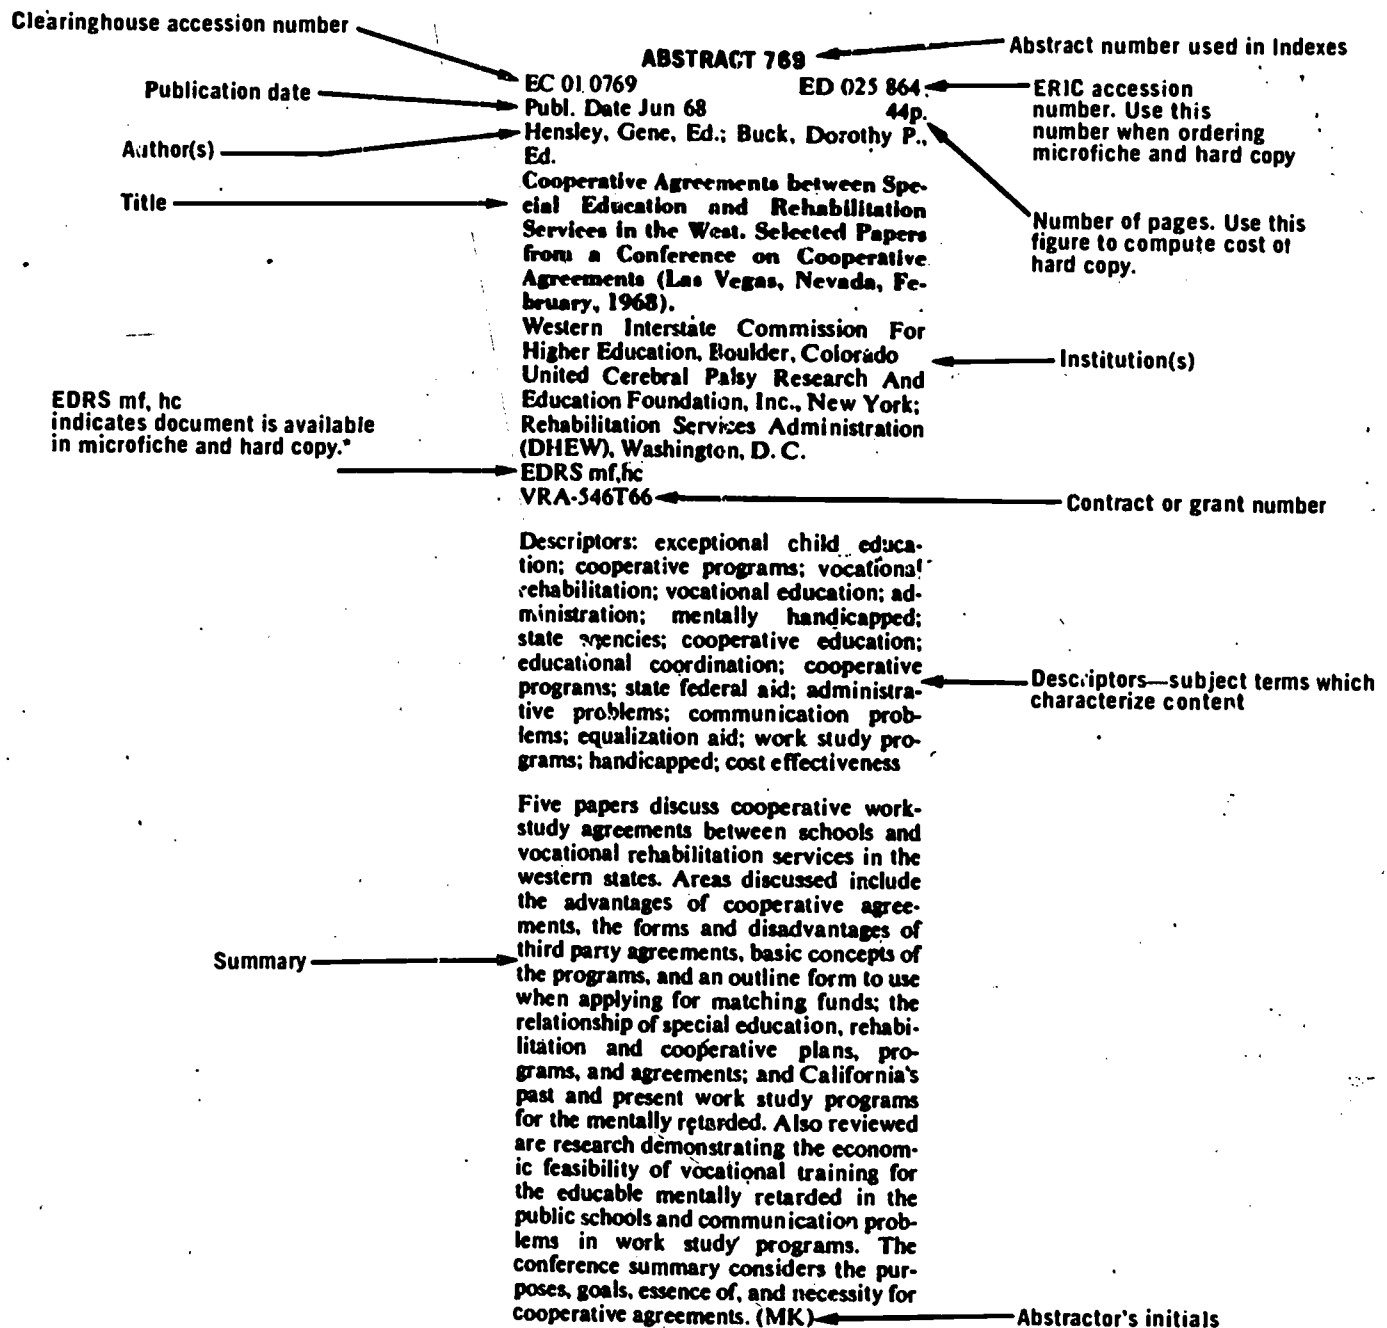 Clearinghouse accession number
ABSTRACT 769
Abstract number used in Indexes
EC 01 0769
ED 025 864
Publication date
Publ. Date Jun 68
44p.
ERIC accession
number. Use this
number when ordering
microfiche and hard copy
Author(s)
Hensley, Gene, Ed.; Buck, Dorothy P.,
Ed.
Title
Cooperative Agreements between Spe-
cial Education and Rehabilitation
Services in the West. Selected Papers
from a Conference on Cooperative
Agreements (Las Vegas, Nevada, Fe-
bruary, 1968).
Number of pages. Use this
figure to compute cost of
hard copy.
Western Interstate Commission For
Higher Education, Boulder, Colorado
United Cerebral Palsy Research And
Education Foundation, Inc., New York;
Rehabilitation Services Administration
(DHEW), Washington, D. C.
Institution(s)
EDRS mf, hc
indicates document is available
in microfiche and hard copy.*
EDRS mf,hc
VRA-546T66
Contract or grant number
Descriptors: exceptional child educa-
tion; cooperative programs; vocational
rehabilitation; vocational education; ad-
ministration; mentally handicapped;
state agencies; cooperative education;
educational coordination; cooperative
programs; state federal aid; administra-
tive problems; communication prob-
lems; equalization aid; work study pro-
grams; handicapped; cost effectiveness
Descriptors—subject terms which
characterize content
Summary
Five papers discuss cooperative work-
study agreements between schools and
vocational rehabilitation services in the
western states. Areas discussed include
the advantages of cooperative agree-
ments, the forms and disadvantages of
third party agreements, basic concepts of
the programs, and an outline form to use
when applying for matching funds; the
relationship of special education, rehabi-
litation and cooperative plans, pro-
grams, and agreements; and California's
past and present work study programs
for the mentally retarded. Also reviewed
are research demonstrating the econom-
ic feasibility of vocational training for
the educable mentally retarded in the
public schools and communication prob-
lems in work study programs. The
conference summary considers the pur-
poses, goals, essence of, and necessity for
cooperative agreements. (MK)
Abstractor's initials